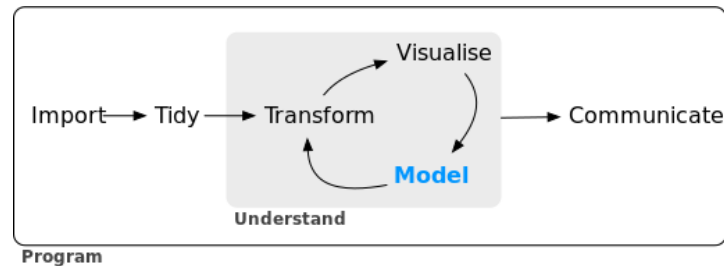 Visualise
Import Tidy Transform Communicate
Model
Understand
Program